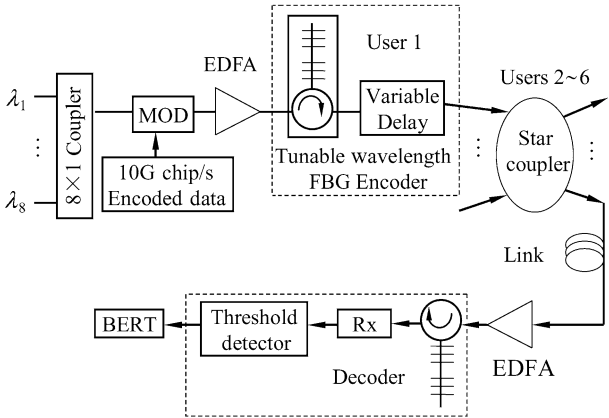 λ1
⋮
λ8
8×1 Coupler
MOD
10G chip/s
Encoded data
EDFA
User 1
Variable
Delay
Tunable wavelength
FBG Encoder
Users 2~6
⋯
Star
coupler
⋯
Link
EDFA
Decoder
Rx
Threshold
detector
BERT